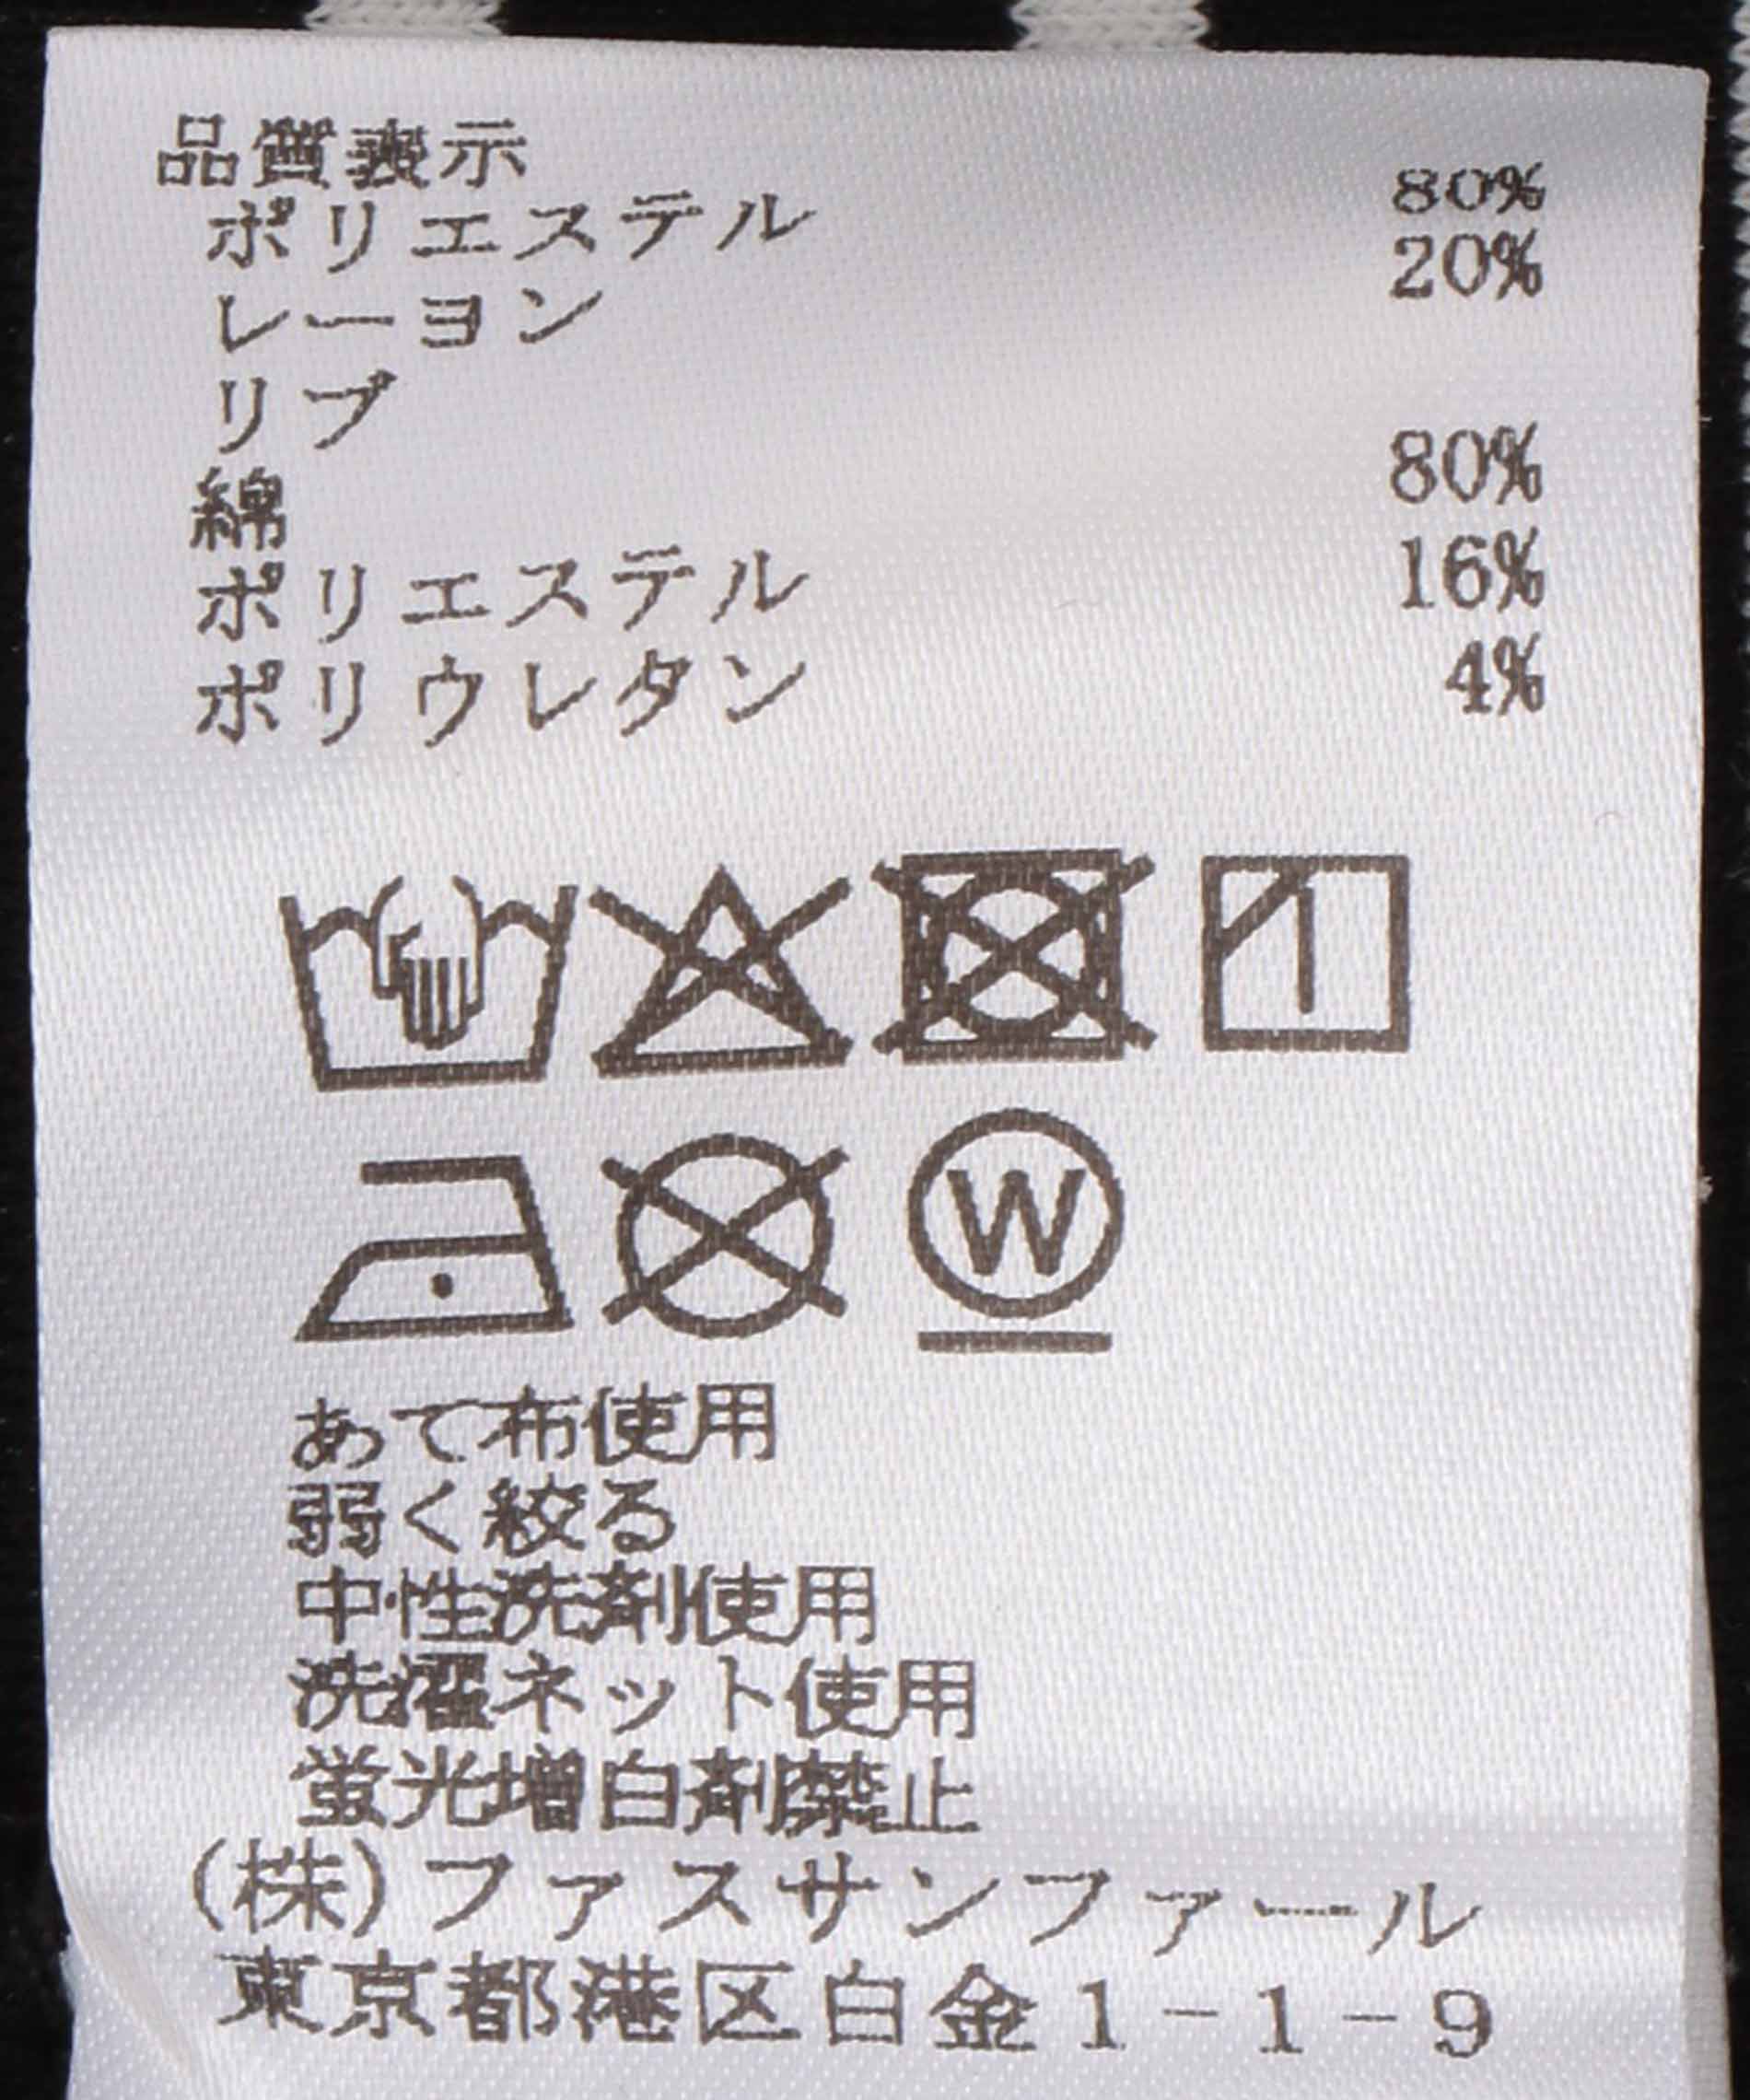 品質表示
ポリエステル 80%
レーヨン 20%
リブ
綿 80%
ポリエステル 16%
ポリウレタン 4%
W
あて布使用
弱く絞る
中性洗剤使用
洗濯ネット使用
蛍光増白剤禁止
(株)ファスサンファール
東京都港区白金1-1-9